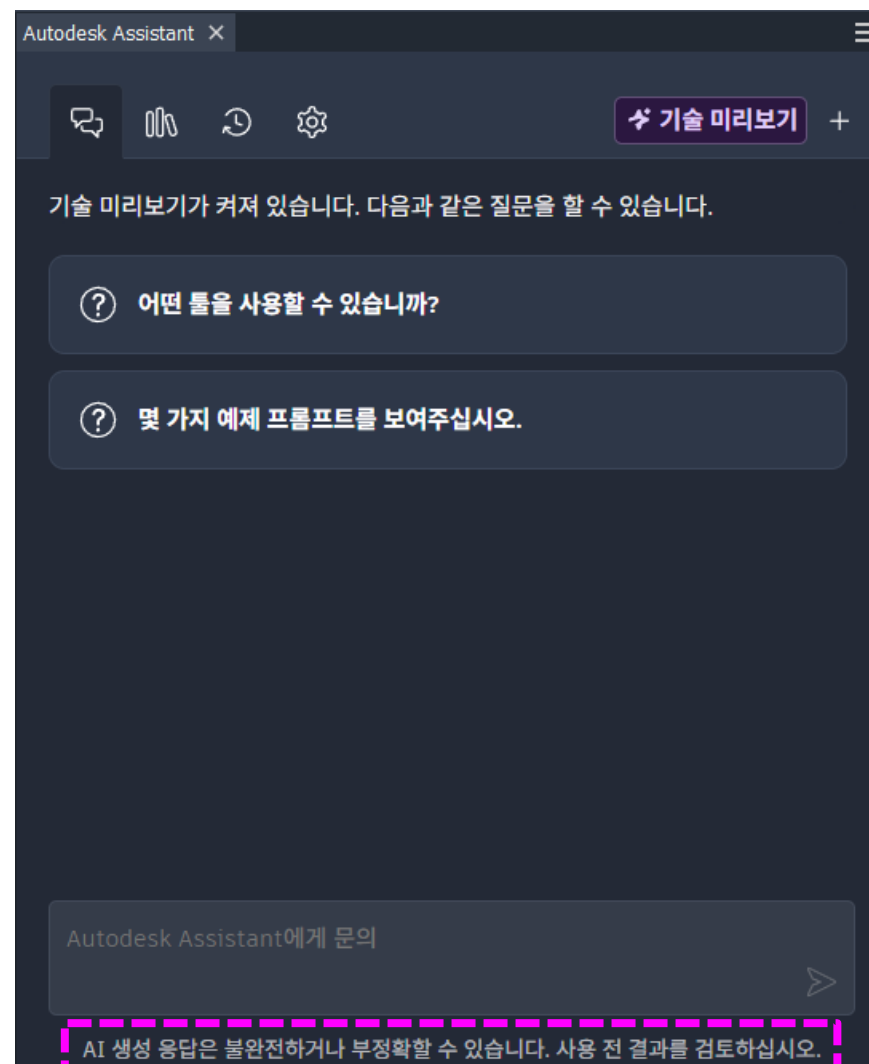 Autodesk Assistant
기술 미리보기
기술 미리보기가 켜져 있습니다. 다음과 같은 질문을 할 수 있습니다.
어떤 툴을 사용할 수 있습니까?
몇 가지 예제 프롬프트를 보여주십시오.
Autodesk Assistant에게 문의
AI 생성 응답은 불완전하거나 부정확할 수 있습니다. 사용 전 결과를 검토하십시오.